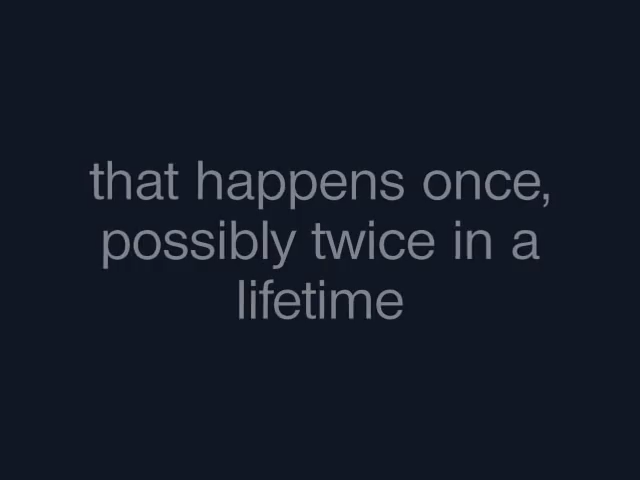 that happens once,
possibly twice in a
lifetime